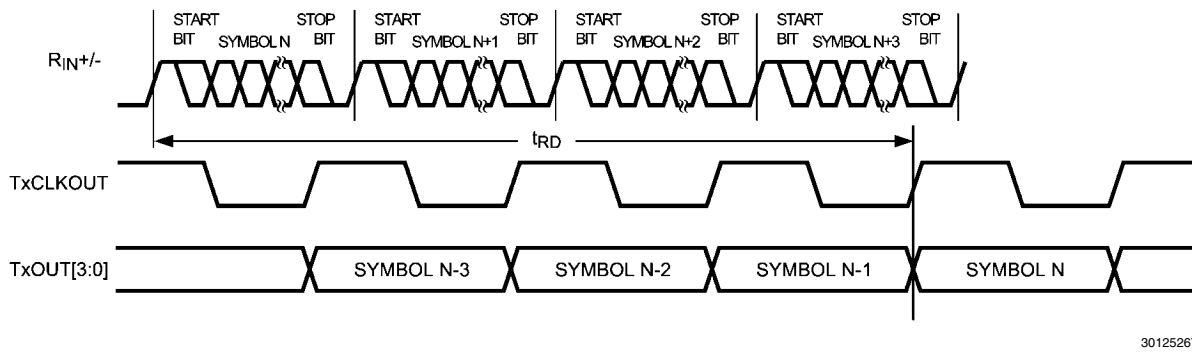 START STOP START STOP START STOP START STOP
BIT SYMBOL N BIT BIT SYMBOL N+1 BIT BIT SYMBOL N+2 BIT BIT SYMBOL N+3 BIT
RIN+/-
tRD
TxCLKOUT
TxOUT[3:0] SYMBOL N-3 SYMBOL N-2 SYMBOL N-1 SYMBOL N
30125267